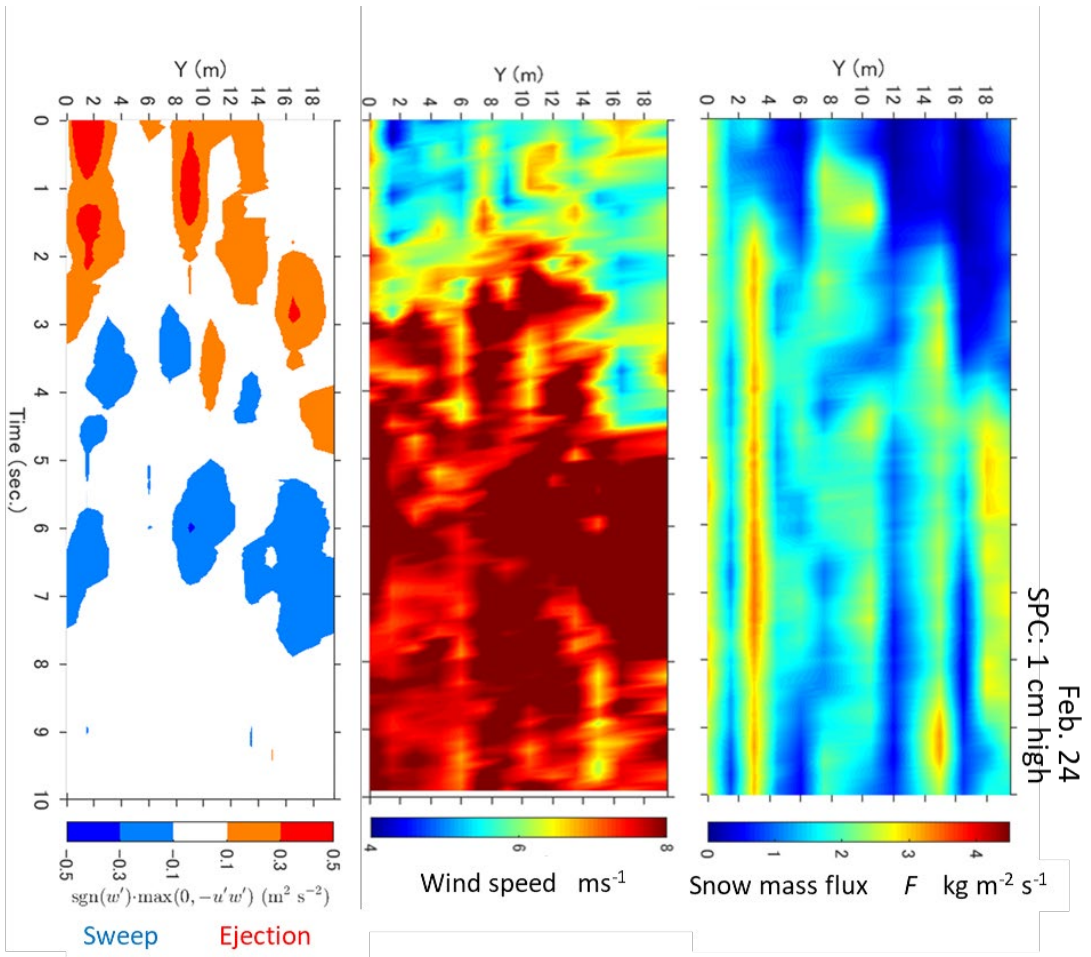 Y (m)
0 2 4 6 8 10 12 14 16 18
0
1
2
3
4
5
6
7
8
9
10
Time (sec.)
-0.5 -0.3 -0.1 0.1 0.3 0.5
sgn(w′)·max(0, −u′w′) (m² s⁻²)
Sweep Ejection
Y (m)
0 2 4 6 8 10 12 14 16 18
4 6 8
Wind speed ms⁻¹
Y (m)
0 2 4 6 8 10 12 14 16 18
0 1 2 3 4
Snow mass flux F kg m⁻² s⁻¹
Feb. 24
SPC: 1 cm high